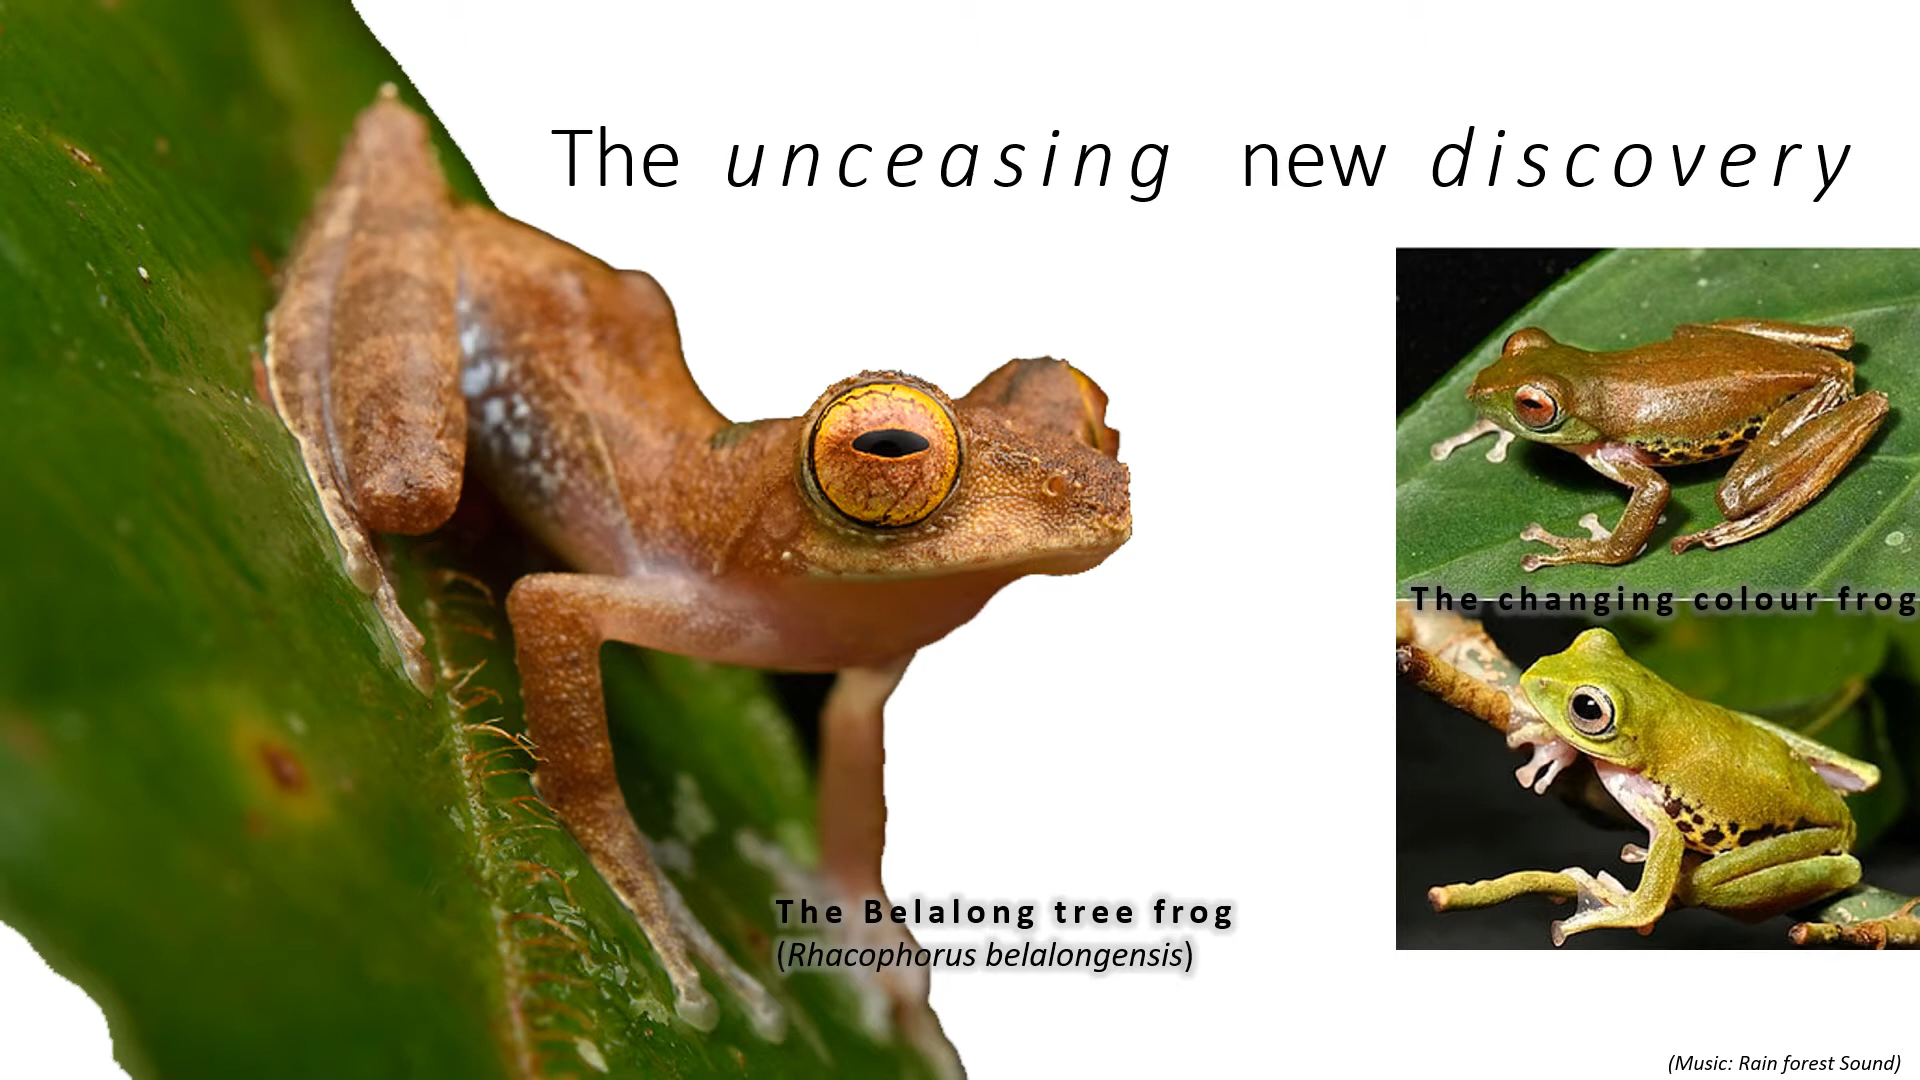 The unceasing new discovery
The changing colour frog
The Belalong tree frog
(Rhacophorus belalongensis)
(Music: Rain forest Sound)